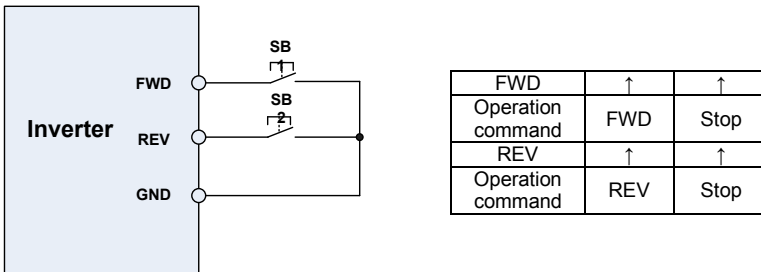 SB
1
FWD
SB
2
Inverter
REV
GND
FWD ↑ ↑
Operation command FWD Stop
REV ↑ ↑
Operation command REV Stop